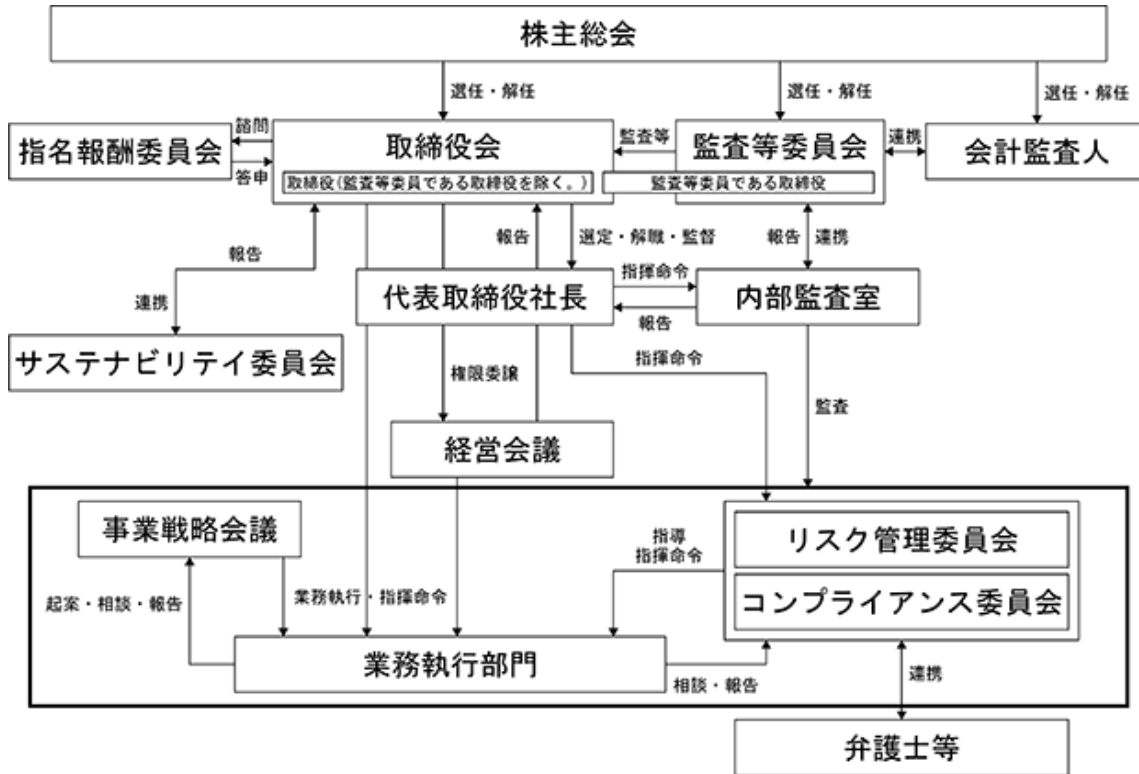 株主総会
選任・解任
選任・解任
選任・解任
指名報酬委員会
諮問
答申
取締役会
取締役(監査等委員である取締役を除く。)
監査等
監査等委員会
監査等委員である取締役
連携
会計監査人
報告
連携
報告
選定・解職・監督
報告
連携
代表取締役社長
指揮命令
報告
内部監査室
サステナビリテイ委員会
権限委譲
指揮命令
監査
経営会議
事業戦略会議
起案・相談・報告
業務執行・指揮命令
指導
指揮命令
リスク管理委員会
コンプライアンス委員会
業務執行部門
相談・報告
連携
弁護士等